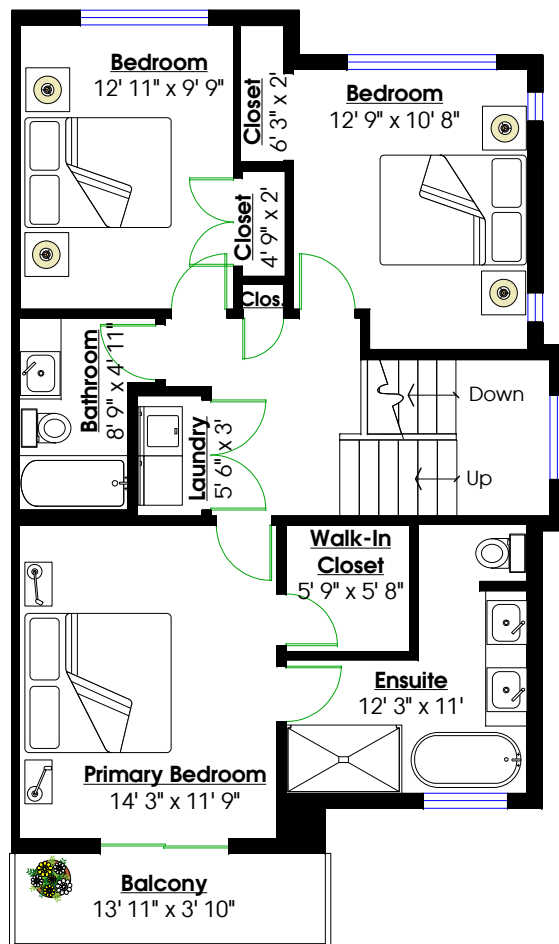 Bedroom
12' 11" x 9' 9"
Closet
6' 3" x 2'
Bedroom
12' 9" x 10' 8"
Closet
4' 9" x 2'
Clos.
Bathroom
8' 9" x 4' 11"
Laundry
5' 6" x 3'
Down
Up
Walk-In
Closet
5' 9" x 5' 8"
Ensuite
12' 3" x 11'
Primary Bedroom
14' 3" x 11' 9"
Balcony
13' 11" x 3' 10"